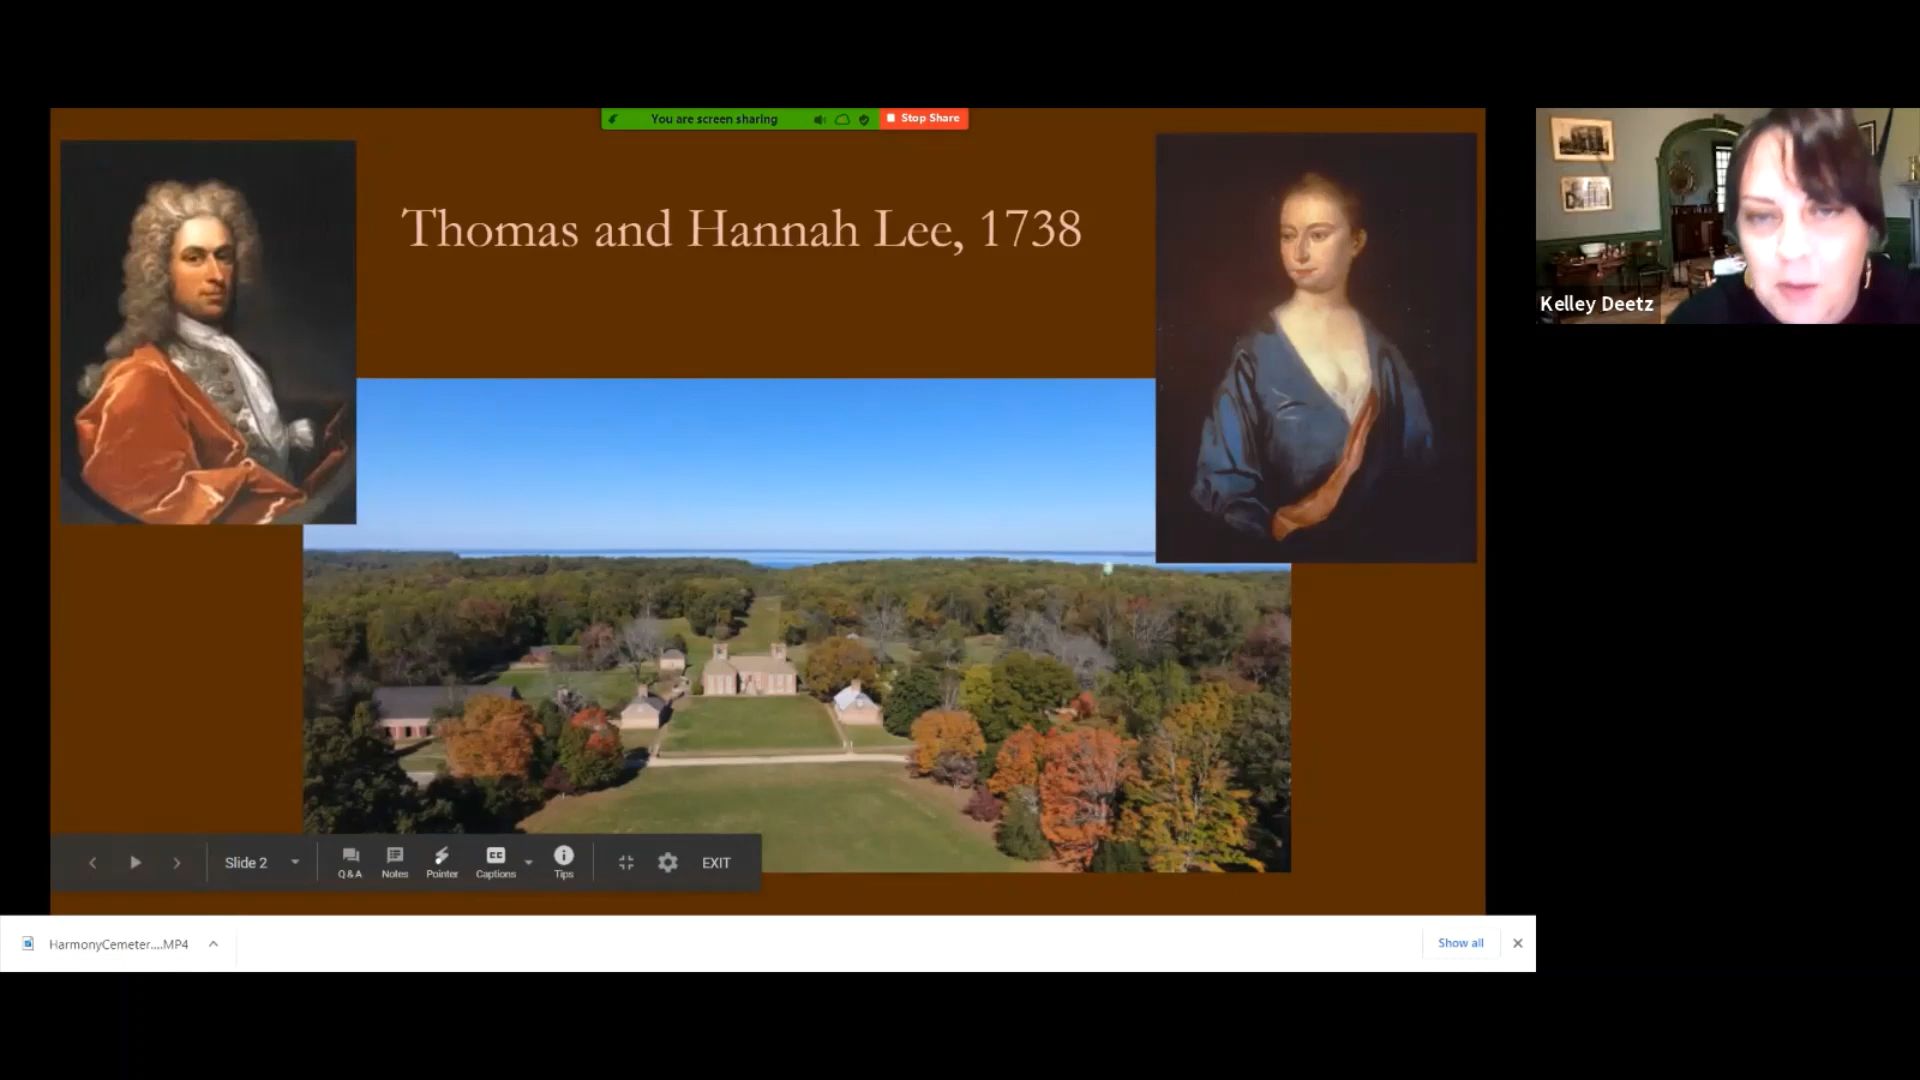 You are screen sharing
Stop Share
Thomas and Hannah Lee, 1738
Kelley Deetz
Slide 2
Q&A
Notes
Pointer
CC
Captions
Tips
EXIT
HarmonyCemeter....MP4
Show all